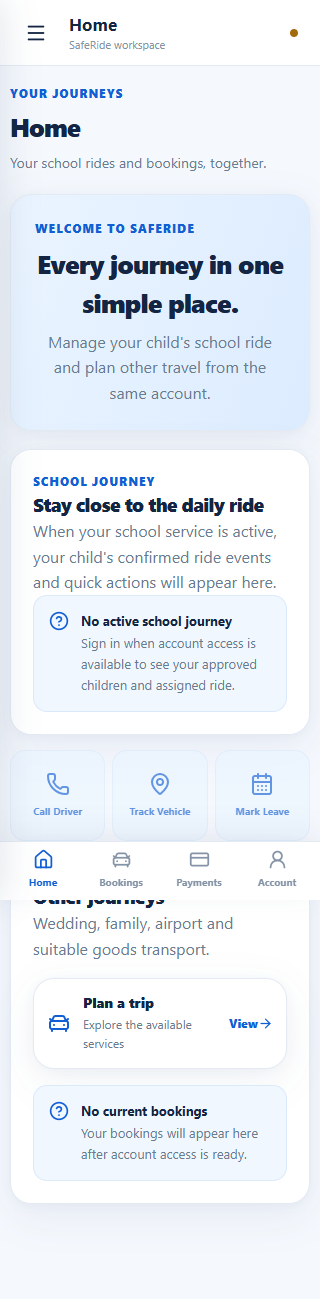 Home
SafeRide workspace
YOUR JOURNEYS
Home
Your school rides and bookings, together.
WELCOME TO SAFERIDE
Every journey in one
simple place.
Manage your child's school ride
and plan other travel from the
same account.
SCHOOL JOURNEY
Stay close to the daily ride
When your school service is active,
your child's confirmed ride events
and quick actions will appear here.
No active school journey
Sign in when account access is
available to see your approved
children and assigned ride.
Call Driver
Track Vehicle
Mark Leave
Home
Bookings
Payments
Account
Other journeys
Wedding, family, airport and
suitable goods transport.
Plan a trip
Explore the available
services
View
No current bookings
Your bookings will appear here
after account access is ready.